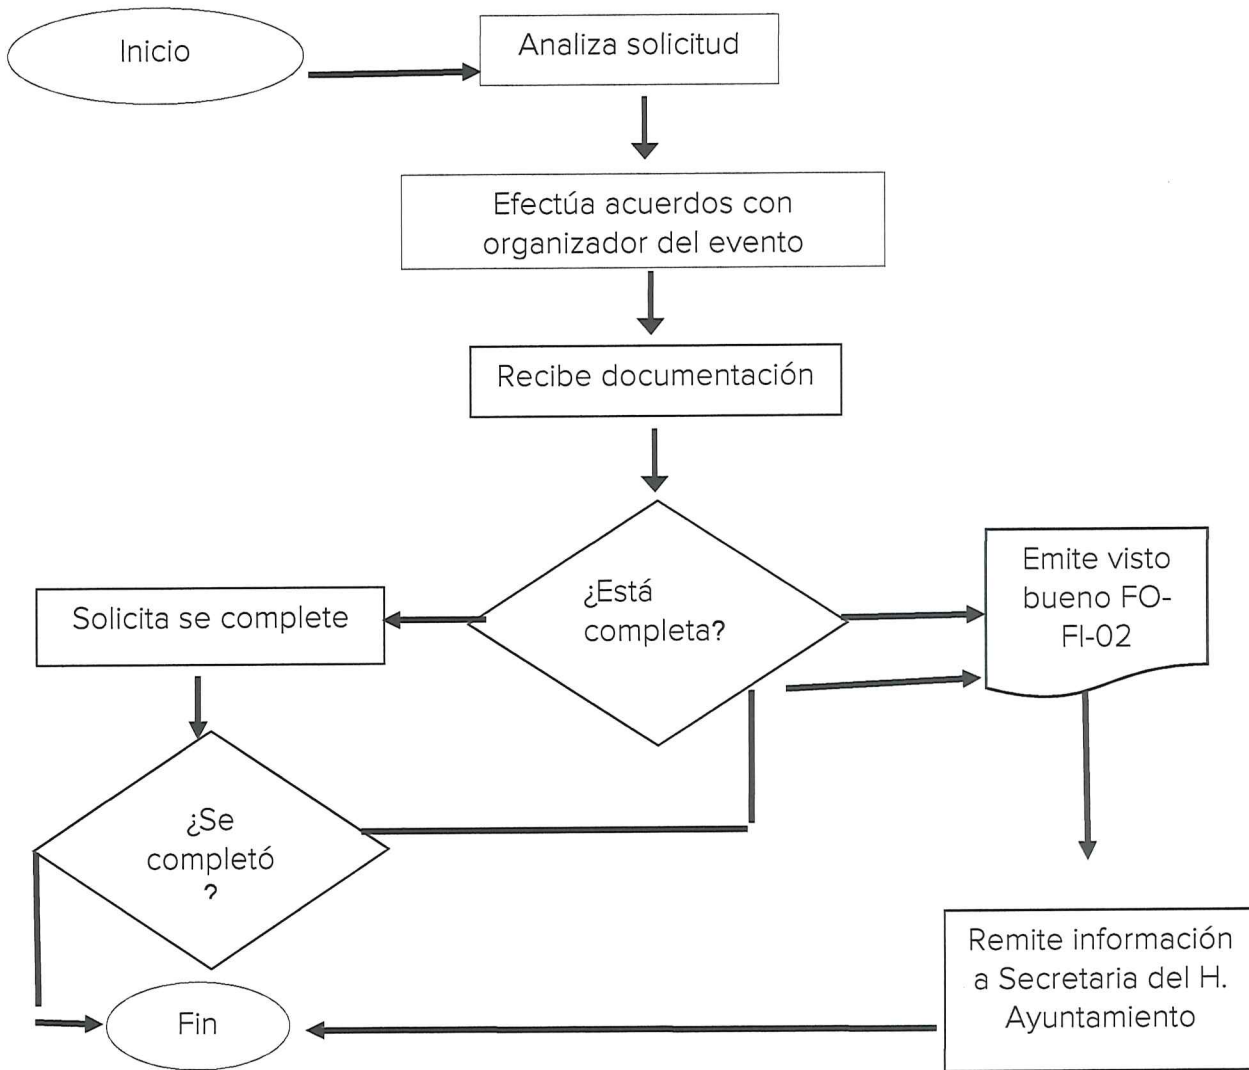 Inicio
Analiza solicitud
Efectúa acuerdos con
organizador del evento
Recibe documentación
¿Está
completa?
Emite visto
bueno FO-
FI-02
Solicita se complete
¿Se
completó
?
Remite información
a Secretaria del H.
Ayuntamiento
Fin